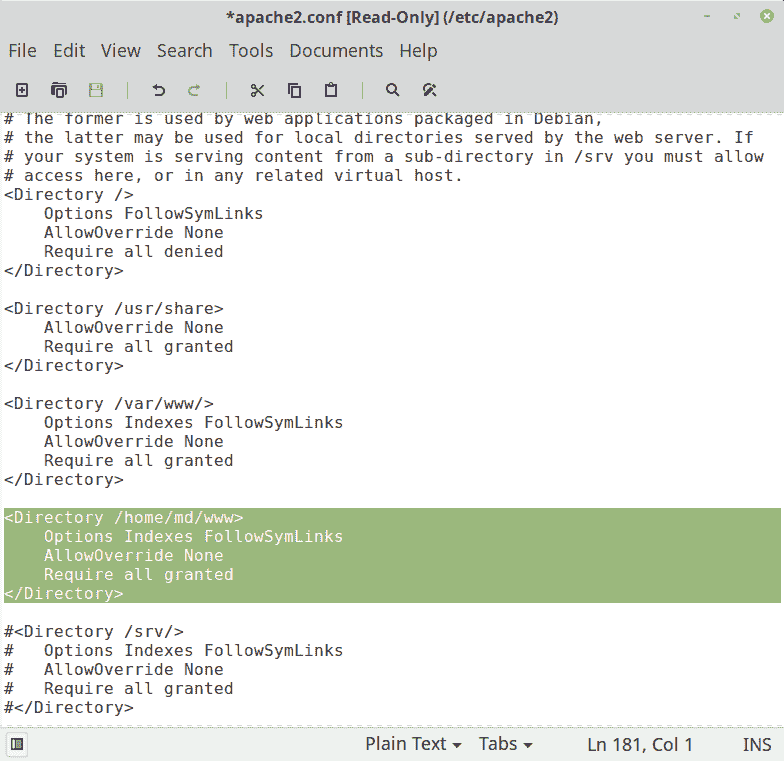 *apache2.conf [Read-Only] (/etc/apache2)
File Edit View Search Tools Documents Help
# The former is used by web applications packaged in Debian,
# the latter may be used for local directories served by the web server. If
# your system is serving content from a sub-directory in /srv you must allow
# access here, or in any related virtual host.
<Directory />
    Options FollowSymLinks
    AllowOverride None
    Require all denied
</Directory>

<Directory /usr/share>
    AllowOverride None
    Require all granted
</Directory>

<Directory /var/www/>
    Options Indexes FollowSymLinks
    AllowOverride None
    Require all granted
</Directory>

<Directory /home/md/www>
    Options Indexes FollowSymLinks
    AllowOverride None
    Require all granted
</Directory>

#<Directory /srv/>
#   Options Indexes FollowSymLinks
#   AllowOverride None
#   Require all granted
#</Directory>
Plain Text Tabs Ln 181, Col 1 INS